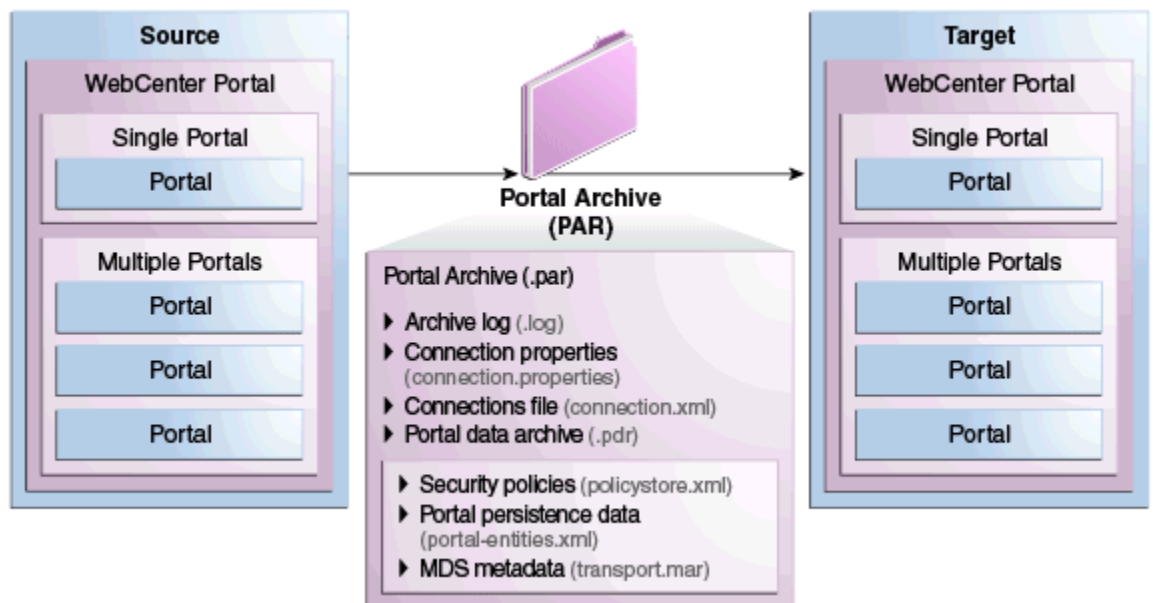 Source
WebCenter Portal
Single Portal
Portal
Multiple Portals
Portal
Portal
Portal
Portal Archive
(PAR)
Portal Archive (.par)
Archive log (.log)
Connection properties
(connection.properties)
Connections file (connection.xml)
Portal data archive (.pdr)
Security policies (policystore.xml)
Portal persistence data
(portal-entities.xml)
MDS metadata (transport.mar)
Target
WebCenter Portal
Single Portal
Portal
Multiple Portals
Portal
Portal
Portal